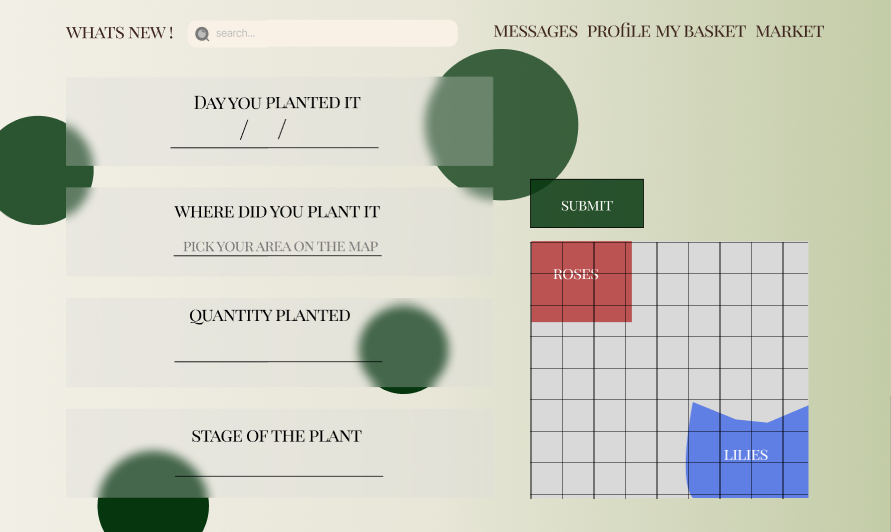 WHATS NEW !
search...
MESSAGES PROfiLE MY BASKET MARKET
DAY YOU PLANTED IT
/ /
WHERE DID YOU PLANT IT
PICK YOUR AREA ON THE MAP
QUANTITY PLANTED
STAGE OF THE PLANT
SUBMIT
ROSES
LILIES